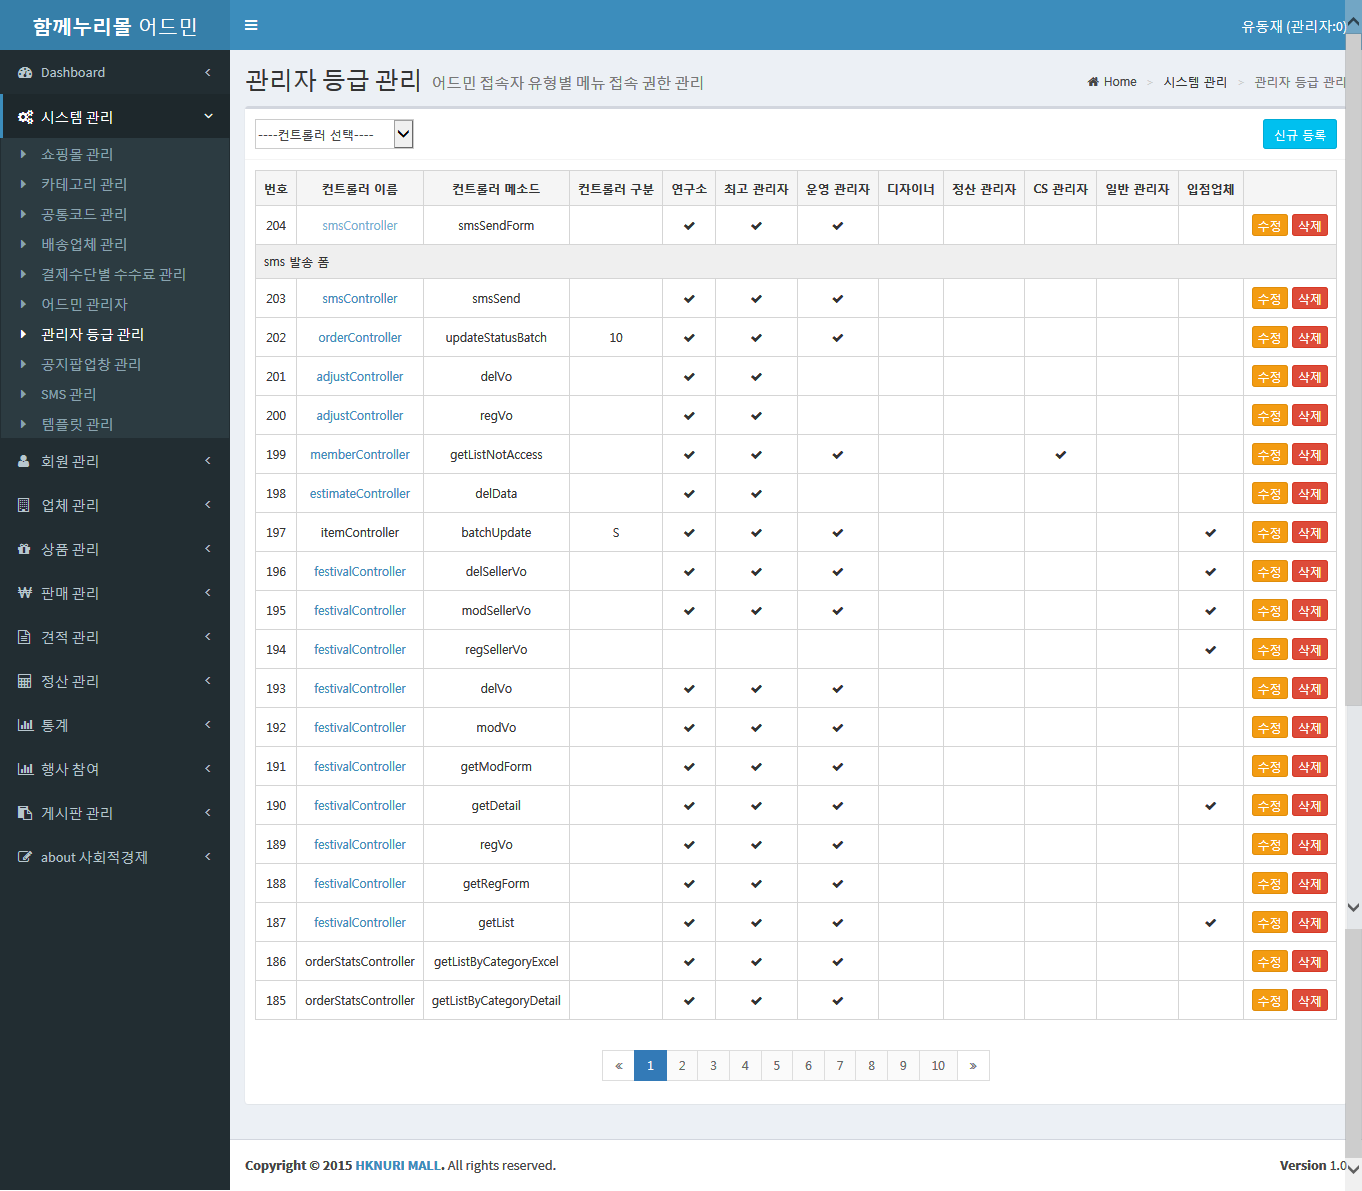 함께누리몰 어드민
유동재 (관리자:0)
Dashboard
시스템 관리
쇼핑몰 관리
카테고리 관리
공통코드 관리
배송업체 관리
결제수단별 수수료 관리
어드민 관리자
관리자 등급 관리
공지팝업창 관리
SMS 관리
템플릿 관리
회원 관리
업체 관리
상품 관리
판매 관리
견적 관리
정산 관리
통계
행사 참여
게시판 관리
about 사회적경제
관리자 등급 관리 어드민 접속자 유형별 메뉴 접속 권한 관리
Home > 시스템 관리 > 관리자 등급 관리
----컨트롤러 선택----
신규 등록
번호 컨트롤러 이름 컨트롤러 메소드 컨트롤러 구분 연구소 최고 관리자 운영 관리자 디자이너 정산 관리자 CS 관리자 일반 관리자 입점업체
204 smsController smsSendForm 수정 삭제
sms 발송 폼
203 smsController smsSend 수정 삭제
202 orderController updateStatusBatch 10 수정 삭제
201 adjustController delVo 수정 삭제
200 adjustController regVo 수정 삭제
199 memberController getListNotAccess 수정 삭제
198 estimateController delData 수정 삭제
197 itemController batchUpdate S 수정 삭제
196 festivalController delSellerVo 수정 삭제
195 festivalController modSellerVo 수정 삭제
194 festivalController regSellerVo 수정 삭제
193 festivalController delVo 수정 삭제
192 festivalController modVo 수정 삭제
191 festivalController getModForm 수정 삭제
190 festivalController getDetail 수정 삭제
189 festivalController regVo 수정 삭제
188 festivalController getRegForm 수정 삭제
187 festivalController getList 수정 삭제
186 orderStatsController getListByCategoryExcel 수정 삭제
185 orderStatsController getListByCategoryDetail 수정 삭제
« 1 2 3 4 5 6 7 8 9 10 »
Copyright © 2015 HKNURI MALL. All rights reserved.
Version 1.0